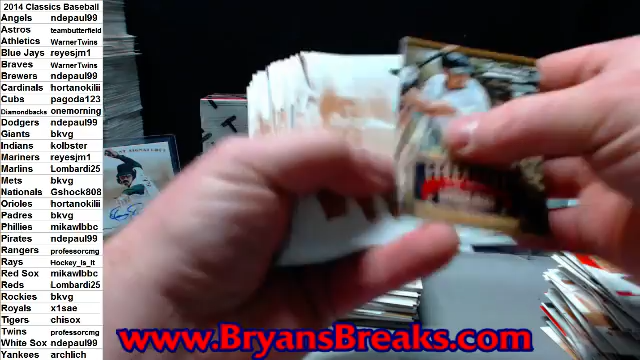 2014 Classics Baseball
Angels ndepaul99
Astros teambutterfield
Athletics WarnerTwins
Blue Jays reyesjm1
Braves WarnerTwins
Brewers ndepaul99
Cardinals hortanokilii
Cubs pagoda123
Diamondbacks onemorning
Dodgers ndepaul99
Giants bkvg
Indians kolbster
Mariners reyesjm1
Marlins Lombardi25
Mets bkvg
Nationals Gshock808
Orioles hortanokilii
Padres bkvg
Phillies mikawlbbc
Pirates ndepaul99
Rangers professorcmg
Rays Hockey_Is_It
Red Sox mikawlbbc
Reds Lombardi25
Rockies bkvg
Royals x1sae
Tigers chisox
Twins professorcmg
White Sox ndepaul99
Yankees archlich
www.BryansBreaks.com